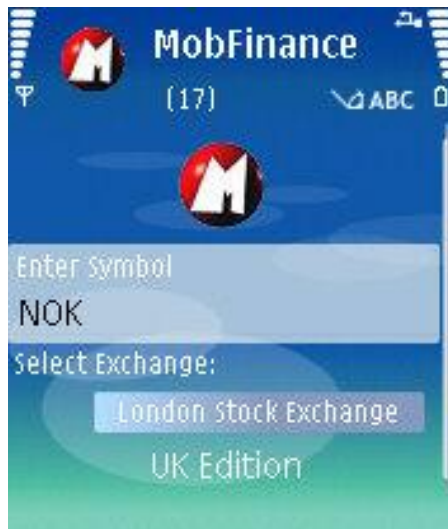 MobFinance
(17) ABC
Enter Symbol
NOK
Select Exchange:
London Stock Exchange
UK Edition